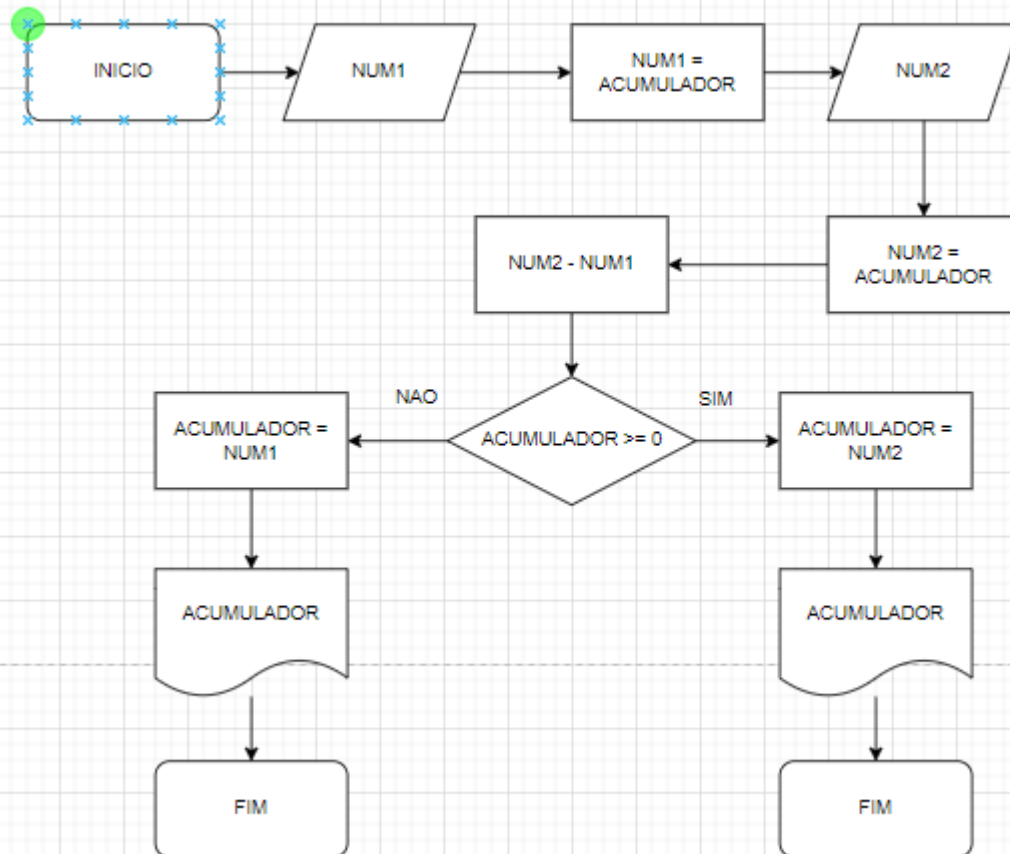 INICIO
NUM1
NUM1 =
ACUMULADOR
NUM2
NUM2 =
ACUMULADOR
NUM2 - NUM1
ACUMULADOR >= 0
NAO
SIM
ACUMULADOR =
NUM1
ACUMULADOR =
NUM2
ACUMULADOR
ACUMULADOR
FIM
FIM